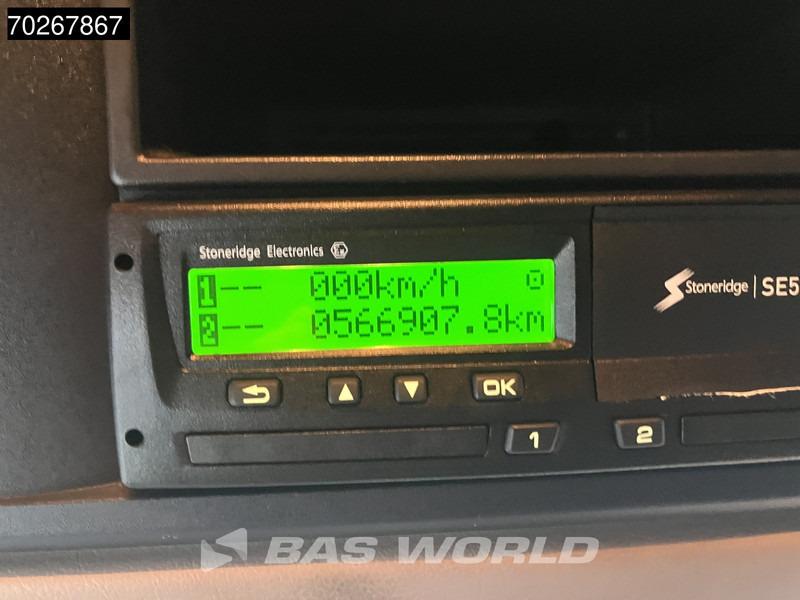 70267867
Stoneridge Electronics
1-- 000km/h
2-- 0566907.8km
Stoneridge | SE5
OK
1
2
BAS WORLD